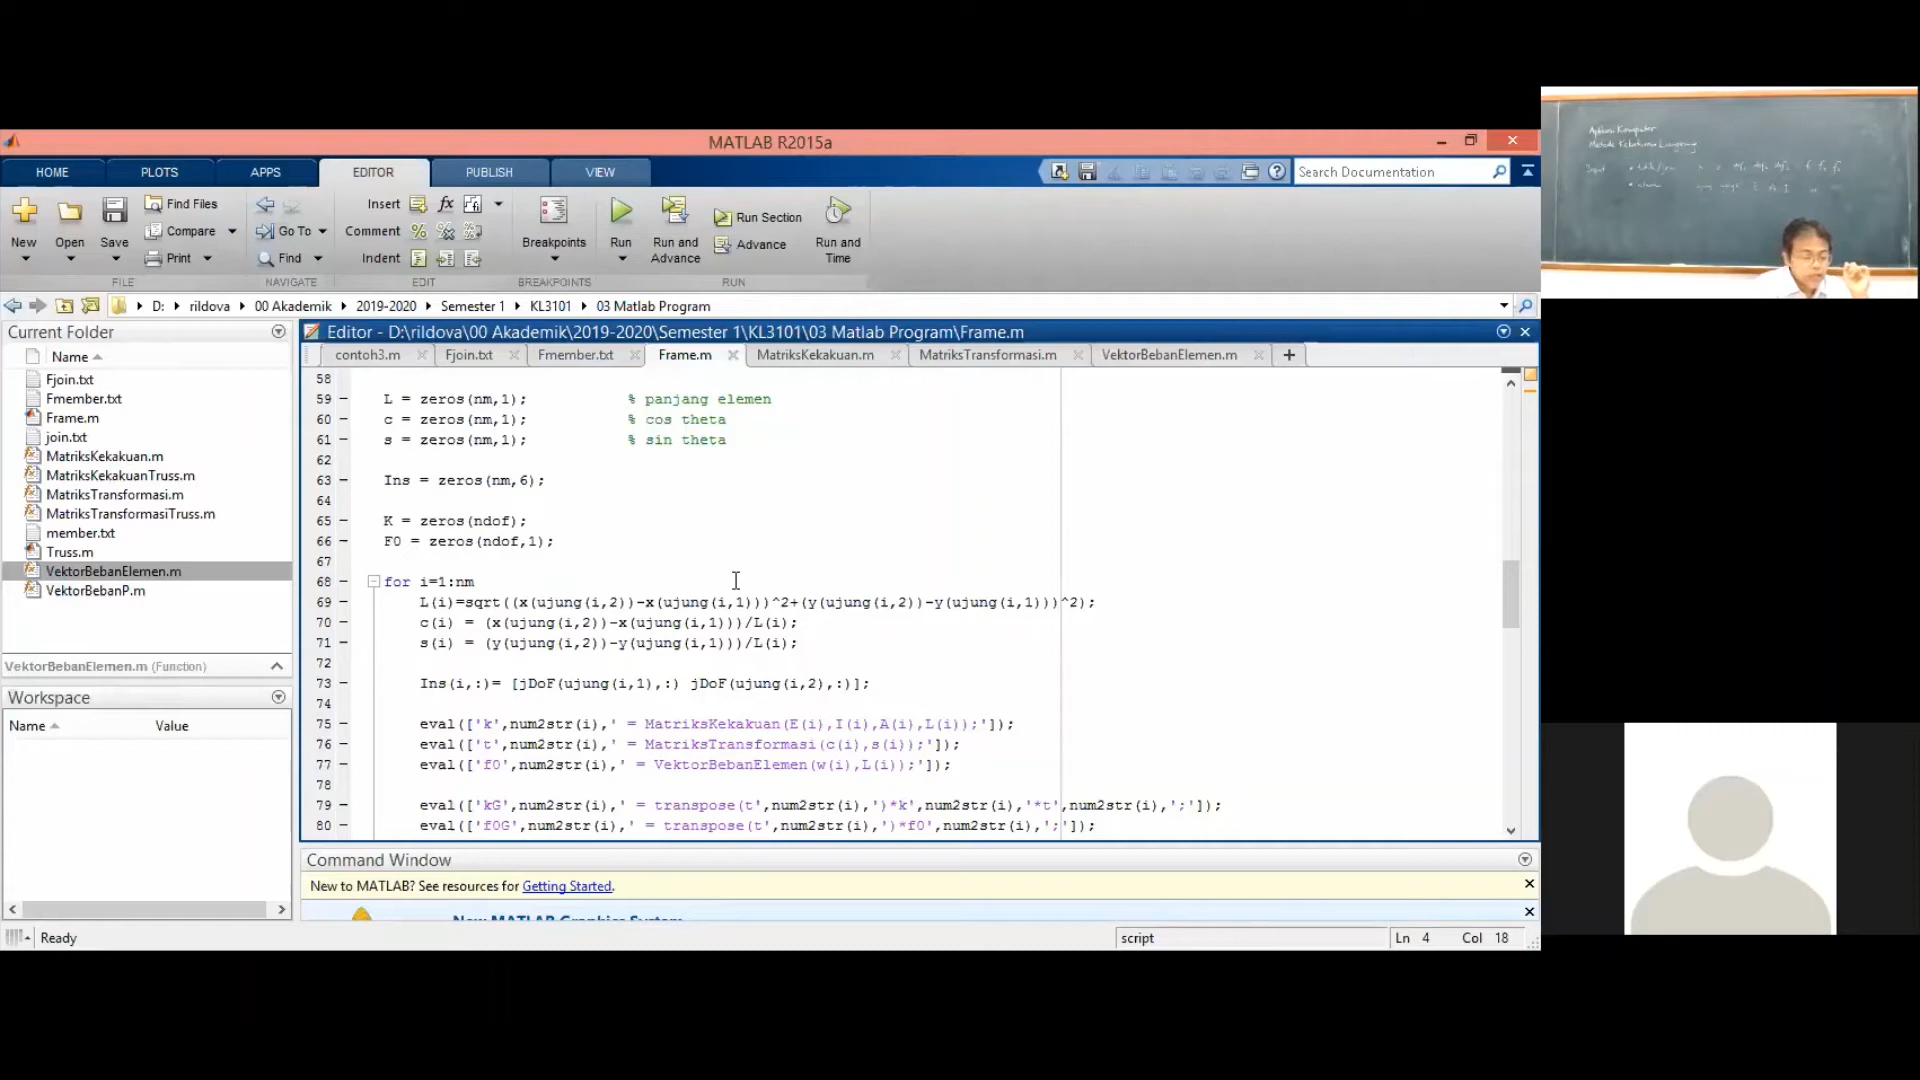 MATLAB R2015a
HOME PLOTS APPS EDITOR PUBLISH VIEW
Search Documentation
New Open Save
Find Files
Compare
Print
FILE
Go To
Find
NAVIGATE
Insert fx
Comment
Indent
EDIT
Breakpoints
BREAKPOINTS
Run
Run and Advance
Run Section
Advance
Run and Time
RUN
D: rildova 00 Akademik 2019-2020 Semester 1 KL3101 03 Matlab Program
Current Folder
Name
Fjoin.txt
Fmember.txt
Frame.m
join.txt
MatriksKekakuan.m
MatriksKekakuanTruss.m
MatriksTransformasi.m
MatriksTransformasiTruss.m
member.txt
Truss.m
VektorBebanElemen.m
VektorBebanP.m
VektorBebanElemen.m (Function)
Workspace
Name Value
Editor - D:\rildova\00 Akademik\2019-2020\Semester 1\KL3101\03 Matlab Program\Frame.m
contoh3.m Fjoin.txt Fmember.txt Frame.m MatriksKekakuan.m MatriksTransformasi.m VektorBebanElemen.m
58
59 L = zeros(nm,1); % panjang elemen
60 c = zeros(nm,1); % cos theta
61 s = zeros(nm,1); % sin theta
62
63 Ins = zeros(nm,6);
64
65 K = zeros(ndof);
66 F0 = zeros(ndof,1);
67
68 for i=1:nm
69 L(i)=sqrt((x(ujung(i,2))-x(ujung(i,1)))^2+(y(ujung(i,2))-y(ujung(i,1)))^2);
70 c(i) = (x(ujung(i,2))-x(ujung(i,1)))/L(i);
71 s(i) = (y(ujung(i,2))-y(ujung(i,1)))/L(i);
72
73 Ins(i,:)= [jDoF(ujung(i,1),:) jDoF(ujung(i,2),:)];
74
75 eval(['k',num2str(i),' = MatriksKekakuan(E(i),I(i),A(i),L(i));']);
76 eval(['t',num2str(i),' = MatriksTransformasi(c(i),s(i));']);
77 eval(['f0',num2str(i),' = VektorBebanElemen(w(i),L(i));']);
78
79 eval(['kG',num2str(i),' = transpose(t',num2str(i),')*k',num2str(i),'*t',num2str(i),';']);
80 eval(['f0G',num2str(i),' = transpose(t',num2str(i),')*f0',num2str(i),';']);
Command Window
New to MATLAB? See resources for Getting Started.
New MATLAB Graphics System
Ready
script
Ln 4 Col 18
Aplikasi Komputer
Metode Kekakuan Langsung
Input